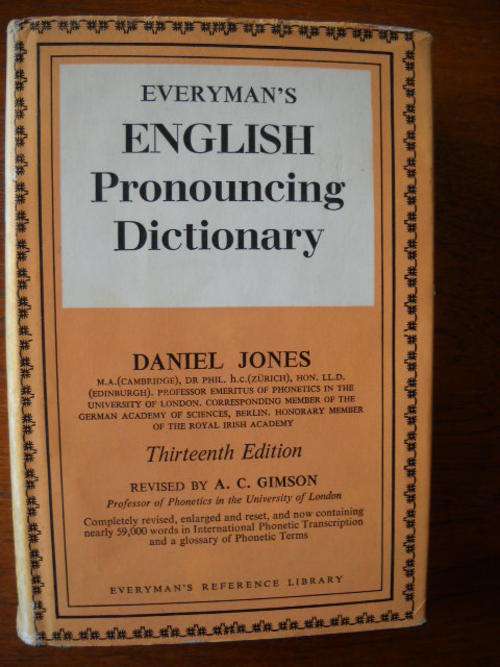 EVERYMAN'S
ENGLISH
Pronouncing
Dictionary
DANIEL JONES
M.A.(CAMBRIDGE), DR PHIL. h.c.(ZÜRICH), HON. LL.D.
(EDINBURGH). PROFESSOR EMERITUS OF PHONETICS IN THE
UNIVERSITY OF LONDON. CORRESPONDING MEMBER OF THE
GERMAN ACADEMY OF SCIENCES, BERLIN. HONORARY MEMBER
OF THE ROYAL IRISH ACADEMY
Thirteenth Edition
REVISED BY A. C. GIMSON
Professor of Phonetics in the University of London
Completely revised, enlarged and reset, and now containing
nearly 59,000 words in International Phonetic Transcription
and a glossary of Phonetic Terms
EVERYMAN'S REFERENCE LIBRARY